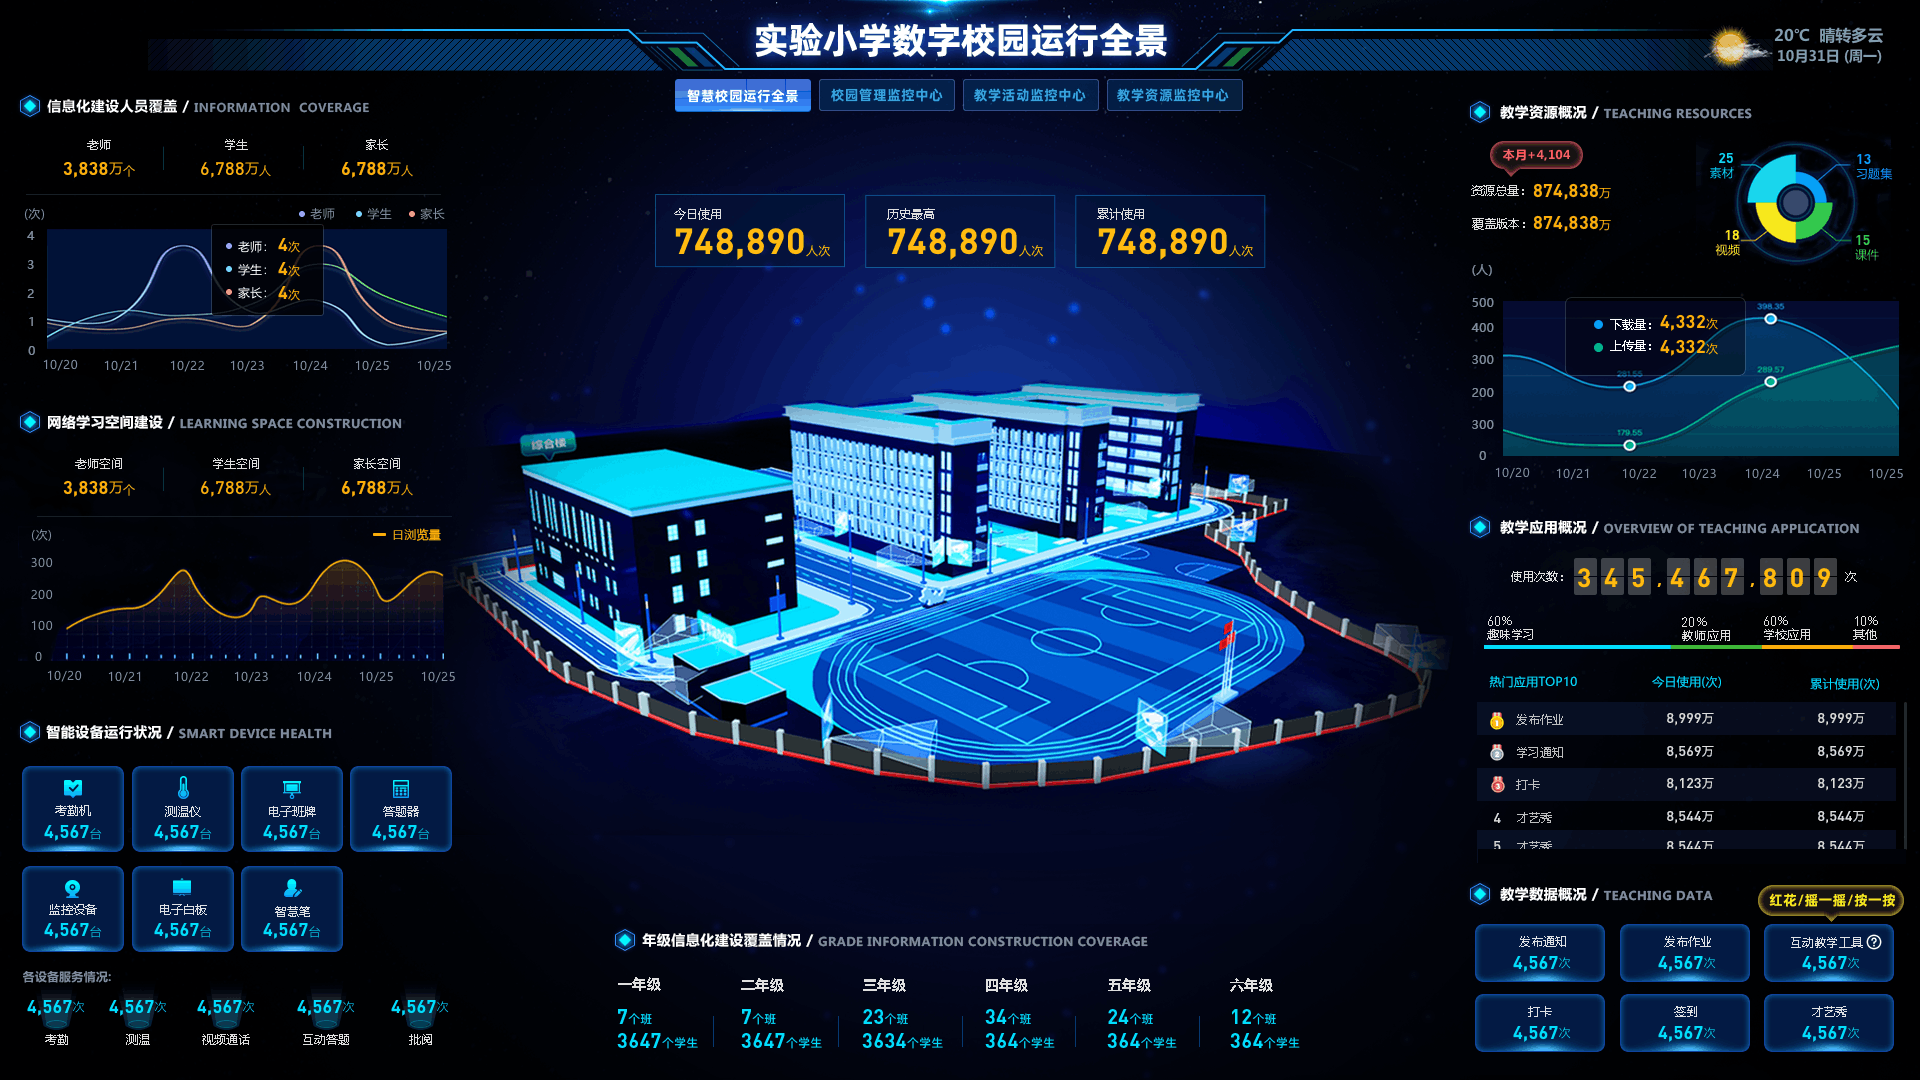 实验小学数字校园运行全景
20℃ 晴转多云
10月31日 (周一)
智慧校园运行全景
校园管理监控中心
教学活动监控中心
教学资源监控中心
信息化建设人员覆盖 / INFORMATION COVERAGE
老师 学生 家长
3,838万个 6,788万人 6,788万人
(次)
老师 学生 家长
4
3
2
1
0
老师: 4次
学生: 4次
家长: 4次
10/20 10/21 10/22 10/23 10/24 10/25 10/25
网络学习空间建设 / LEARNING SPACE CONSTRUCTION
老师空间 学生空间 家长空间
3,838万个 6,788万人 6,788万人
(次)
日浏览量
300
200
100
0
10/20 10/21 10/22 10/23 10/24 10/25 10/25
智能设备运行状况 / SMART DEVICE HEALTH
考勤机 测温仪 电子班牌 答题器
4,567台 4,567台 4,567台 4,567台
监控设备 电子白板 智慧笔
4,567台 4,567台 4,567台
各设备服务情况:
4,567次 4,567次 4,567次 4,567次 4,567次
考勤 测温 视频通话 互动答题 批阅
今日使用
748,890人次
历史最高
748,890人次
累计使用
748,890人次
综合楼
年级信息化建设覆盖情况 / GRADE INFORMATION CONSTRUCTION COVERAGE
一年级 二年级 三年级 四年级 五年级 六年级
7个班 7个班 23个班 34个班 24个班 12个班
3647个学生 3647个学生 3634个学生 364个学生 364个学生 364个学生
教学资源概况 / TEACHING RESOURCES
本月+4,104
资源总量: 874,838万
覆盖版本: 874,838万
25
素材
13
习题集
18
视频
15
课件
(人)
500
400
300
200
300
0
下载量: 4,332次
上传量: 4,332次
398.35
281.55
289.57
179.55
10/20 10/21 10/22 10/23 10/24 10/25 10/25
教学应用概况 / OVERVIEW OF TEACHING APPLICATION
使用次数: 345,467,809 次
60% 20% 60% 10%
趣味学习 教师应用 学校应用 其他
热门应用TOP10 今日使用(次) 累计使用(次)
1 发布作业 8,999万 8,999万
2 学习通知 8,569万 8,569万
3 打卡 8,123万 8,123万
4 才艺秀 8,544万 8,544万
5 才艺秀 8,544万 8,544万
教学数据概况 / TEACHING DATA
红花/摇一摇/按一按
发布通知 发布作业 互动教学工具?
4,567次 4,567次 4,567次
打卡 签到 才艺秀
4,567次 4,567次 4,567次